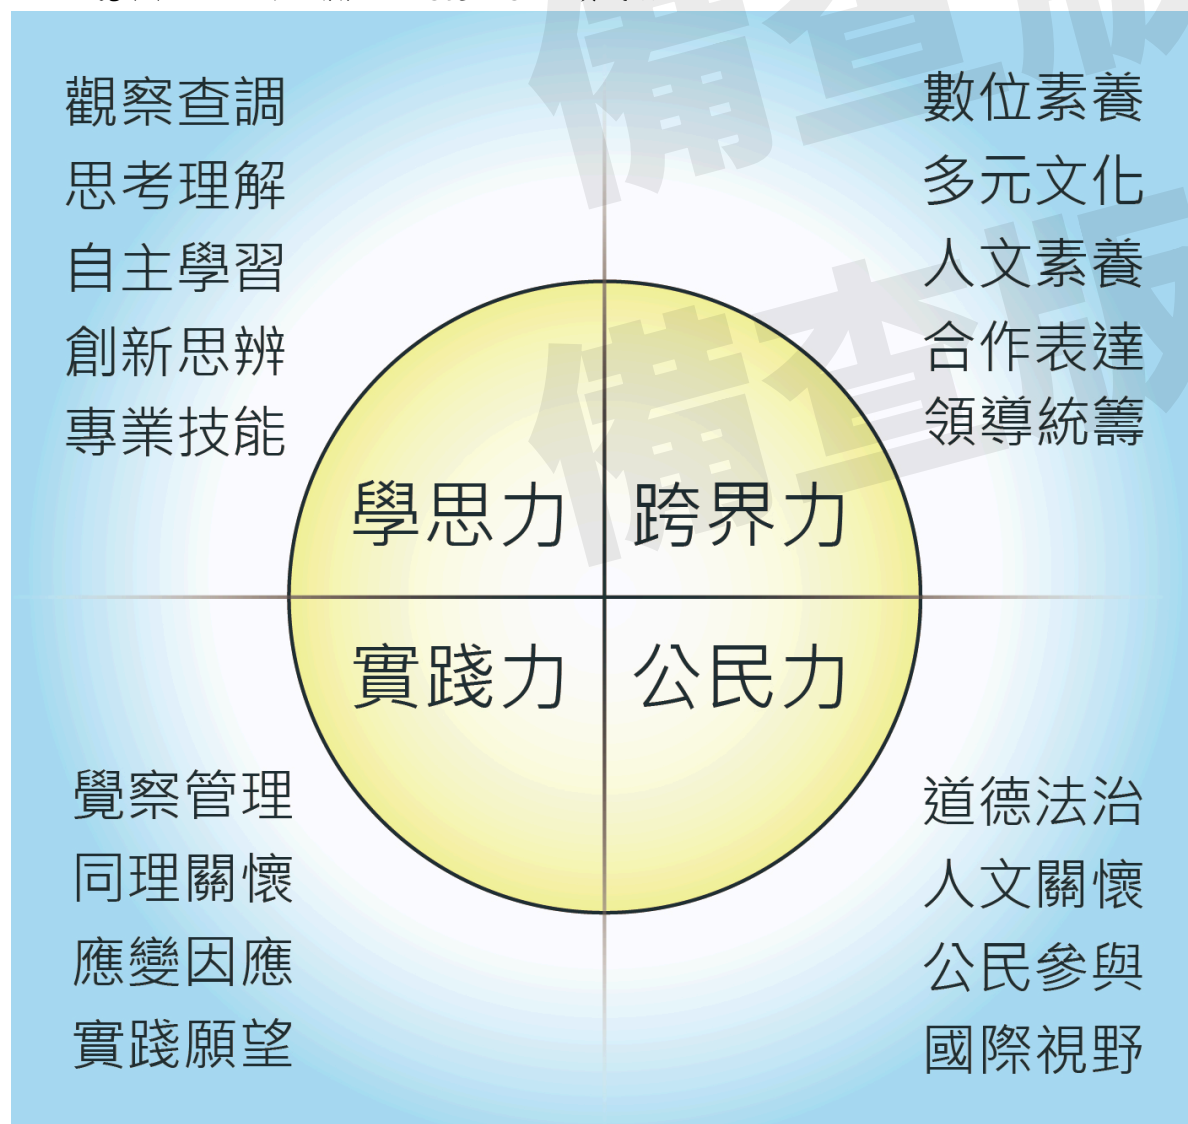 觀察查調
思考理解
自主學習
創新思辨
專業技能
數位素養
多元文化
人文素養
合作表達
領導統籌
學思力
跨界力
實踐力
公民力
覺察管理
同理關懷
應變因應
實踐願望
道德法治
人文關懷
公民參與
國際視野
備查版
備查版